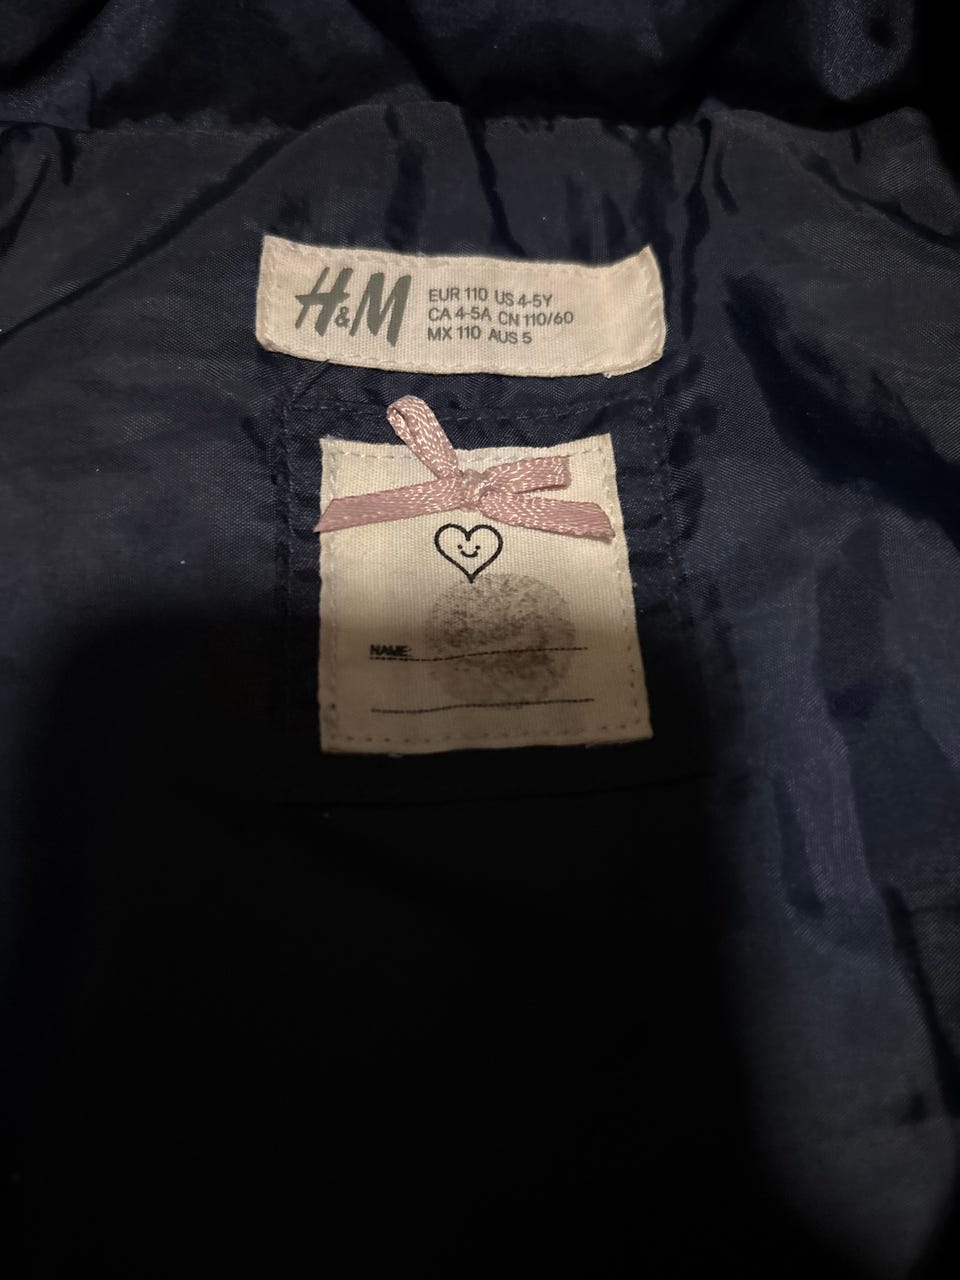 H&M
EUR 110 US 4-5Y
CA 4-5A CN 110/60
MX 110 AUS 5
NAME: